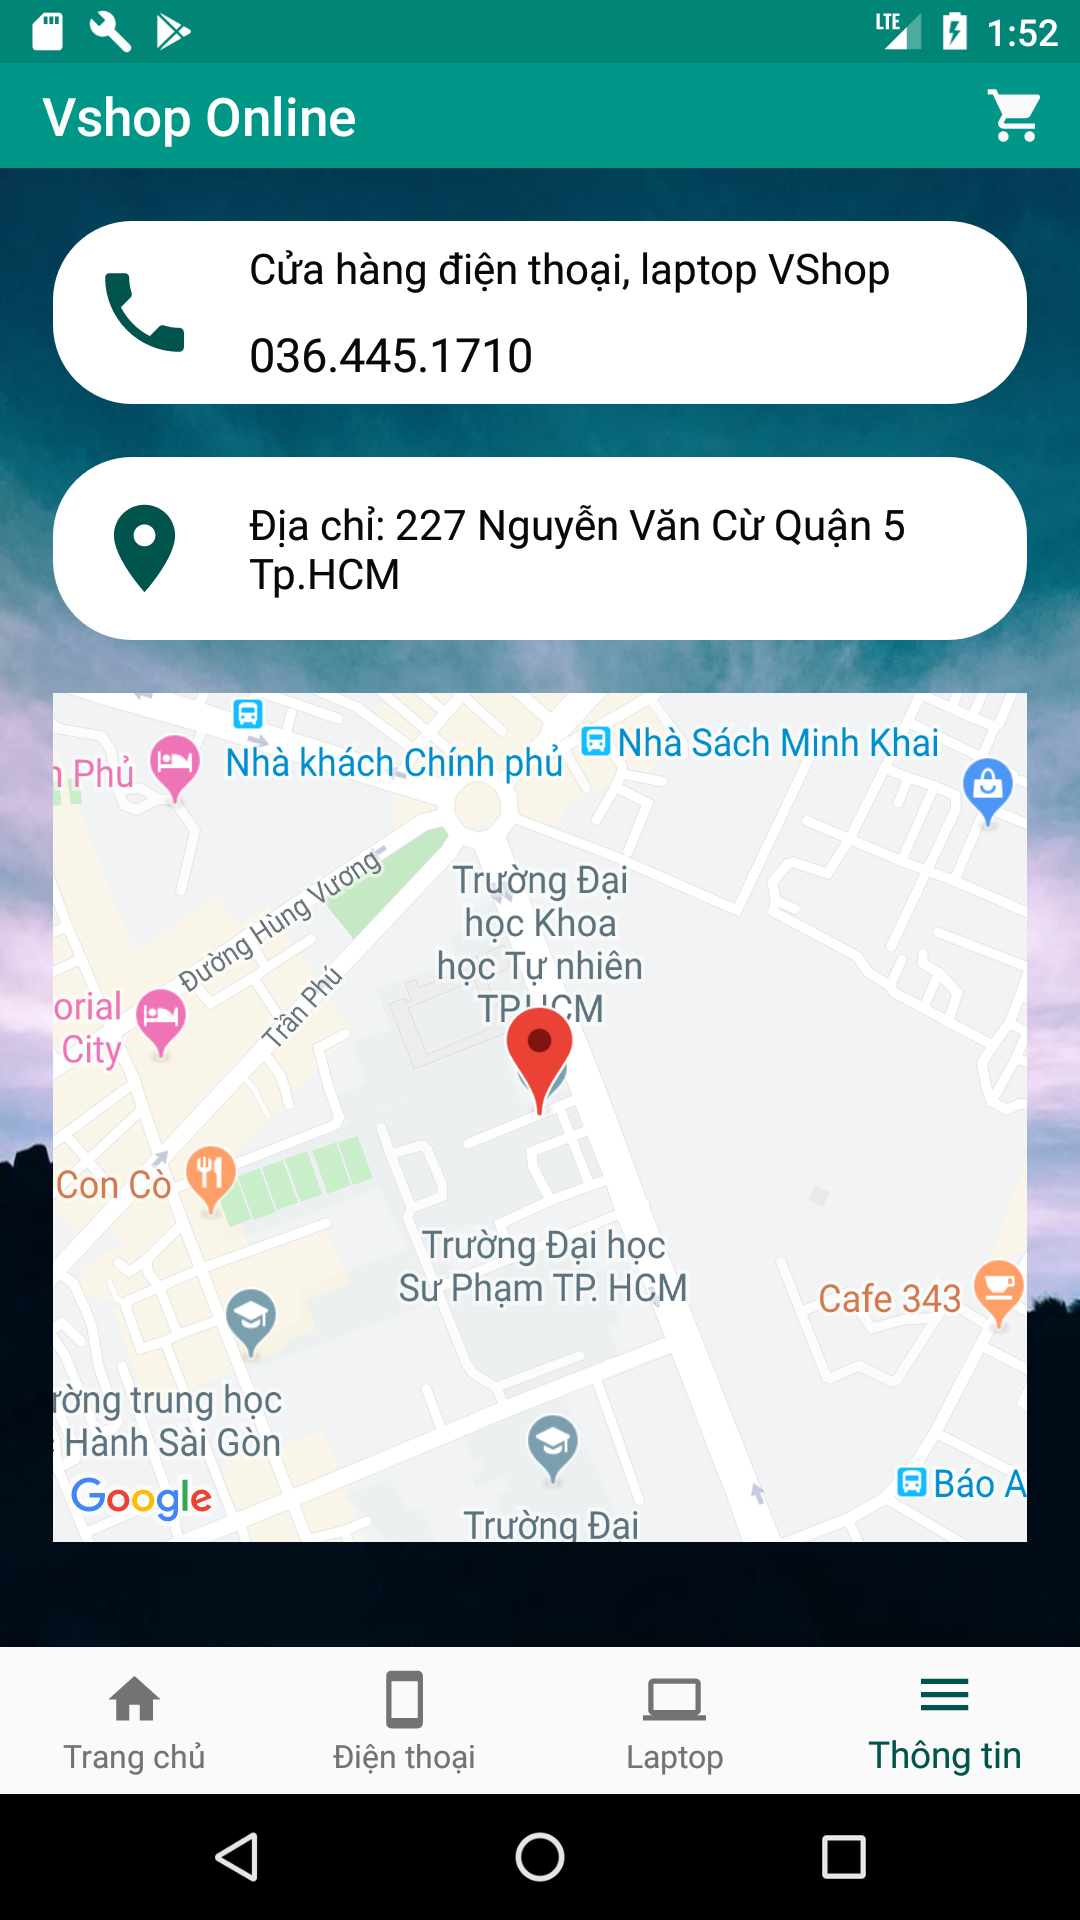 LTE 1:52
Vshop Online
Cửa hàng điện thoại, laptop VShop
036.445.1710
Địa chỉ: 227 Nguyễn Văn Cừ Quận 5
Tp.HCM
Nhà Sách Minh Khai
Nhà khách Chính phủ
Phủ
Đường Hùng Vương
Trần Phú
Trường Đại
học Khoa
học Tự nhiên
TP.HCM
orial
City
Con Cò
Trường Đại học
Sư Phạm TP. HCM
Cafe 343
ường trung học
Hành Sài Gòn
Google
Báo A
Trường Đại
Trang chủ
Điện thoại
Laptop
Thông tin